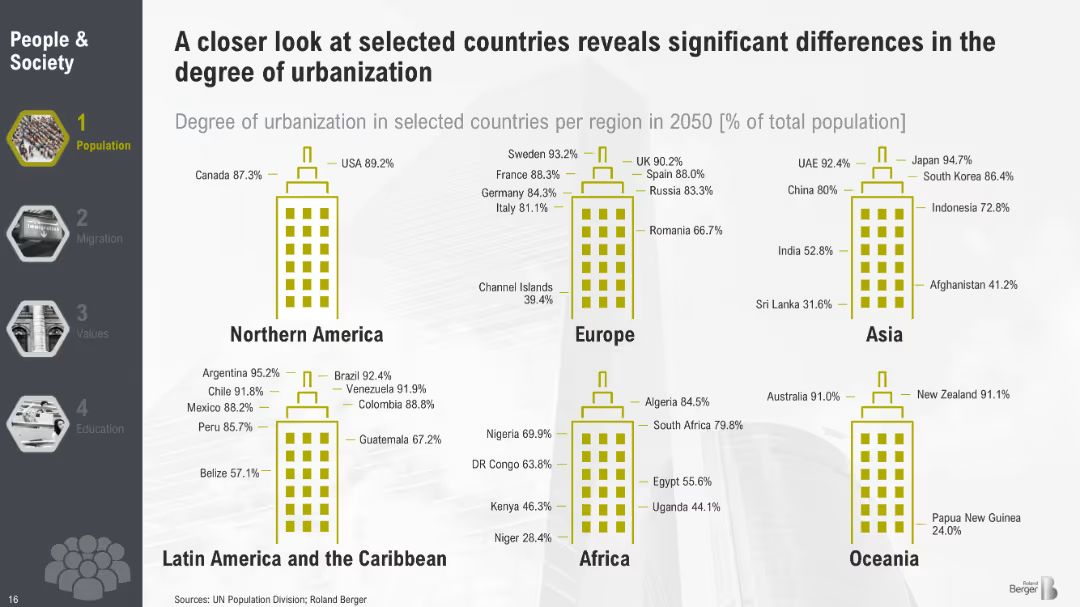 People &
Society
1
Population
2
Migration
3
Values
4
Education
16
A closer look at selected countries reveals significant differences in the
degree of urbanization
Degree of urbanization in selected countries per region in 2050 [% of total population]
USA 89.2%
Canada 87.3%
Northern America
Sweden 93.2%
UK 90.2%
France 88.3%
Spain 88.0%
Germany 84.3%
Russia 83.3%
Italy 81.1%
Romania 66.7%
Channel Islands
39.4%
Europe
UAE 92.4%
Japan 94.7%
South Korea 86.4%
China 80%
Indonesia 72.8%
India 52.8%
Afghanistan 41.2%
Sri Lanka 31.6%
Asia
Argentina 95.2%
Brazil 92.4%
Chile 91.8%
Venezuela 91.9%
Mexico 88.2%
Colombia 88.8%
Peru 85.7%
Guatemala 67.2%
Belize 57.1%
Latin America and the Caribbean
Algeria 84.5%
South Africa 79.8%
Nigeria 69.9%
DR Congo 63.8%
Egypt 55.6%
Kenya 46.3%
Uganda 44.1%
Niger 28.4%
Africa
Australia 91.0%
New Zealand 91.1%
Papua New Guinea
24.0%
Oceania
Sources: UN Population Division; Roland Berger
Roland
Berger